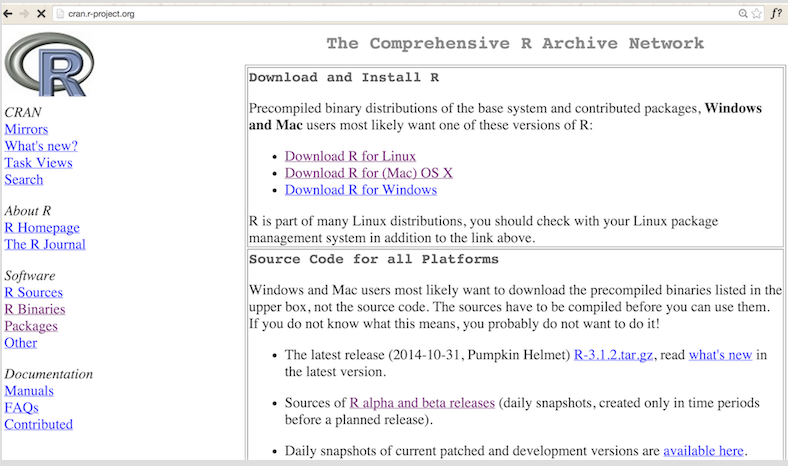 cran.r-project.org
f?
R
The Comprehensive R Archive Network
CRAN
Mirrors
What's new?
Task Views
Search
About R
R Homepage
The R Journal
Software
R Sources
R Binaries
Packages
Other
Documentation
Manuals
FAQs
Contributed
Download and Install R
Precompiled binary distributions of the base system and contributed packages, Windows
and Mac users most likely want one of these versions of R:
• Download R for Linux
• Download R for (Mac) OS X
• Download R for Windows
R is part of many Linux distributions, you should check with your Linux package
management system in addition to the link above.
Source Code for all Platforms
Windows and Mac users most likely want to download the precompiled binaries listed in the
upper box, not the source code. The sources have to be compiled before you can use them.
If you do not know what this means, you probably do not want to do it!
• The latest release (2014-10-31, Pumpkin Helmet) R-3.1.2.tar.gz, read what's new in
the latest version.
• Sources of R alpha and beta releases (daily snapshots, created only in time periods
before a planned release).
• Daily snapshots of current patched and development versions are available here.